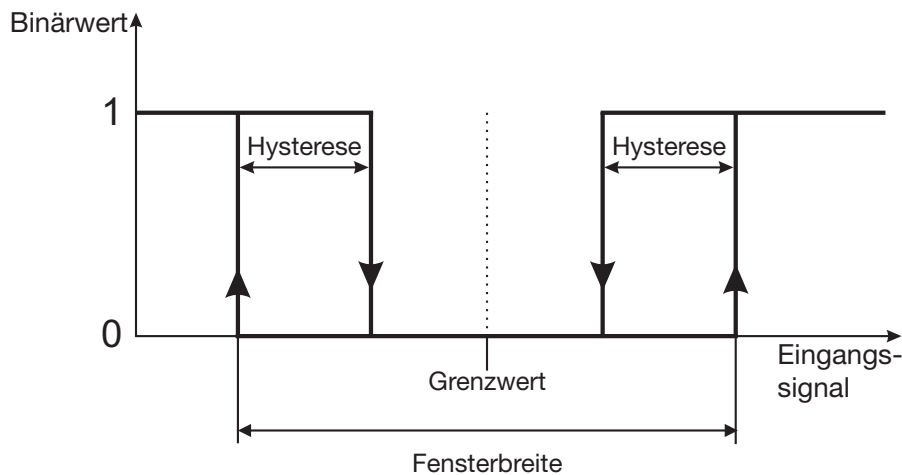 Binärwert
1
Hysterese
Hysterese
0
Eingangs-
signal
Grenzwert
Fensterbreite